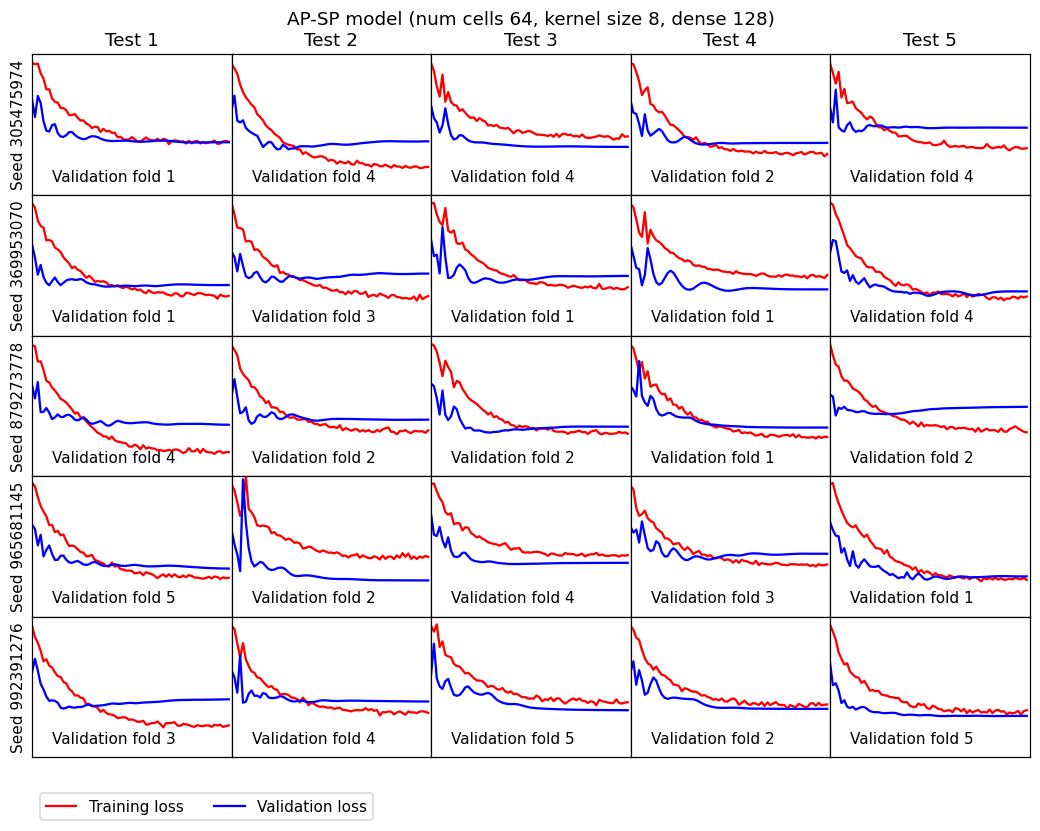 AP-SP model (num cells 64, kernel size 8, dense 128)
Test 1 Test 2 Test 3 Test 4 Test 5
Seed 305475974
Validation fold 1 Validation fold 4 Validation fold 4 Validation fold 2 Validation fold 4
Seed 369953070
Validation fold 1 Validation fold 3 Validation fold 1 Validation fold 1 Validation fold 4
Seed 879273778
Validation fold 4 Validation fold 2 Validation fold 2 Validation fold 1 Validation fold 2
Seed 965681145
Validation fold 5 Validation fold 2 Validation fold 4 Validation fold 3 Validation fold 1
Seed 992391276
Validation fold 3 Validation fold 4 Validation fold 5 Validation fold 2 Validation fold 5
Training loss Validation loss